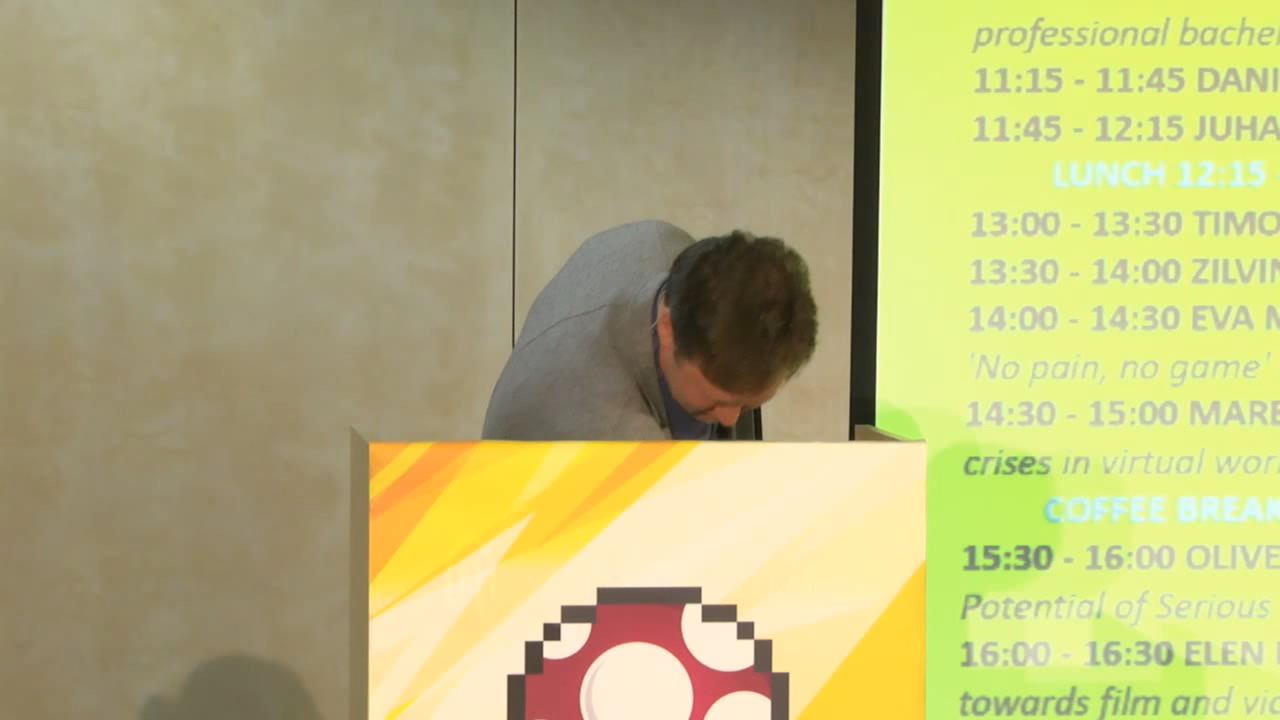 professional bache
11:15 - 11:45 DANI
11:45 - 12:15 JUHA
LUNCH 12:15 -
13:00 - 13:30 TIMO
13:30 - 14:00 ZILVIN
14:00 - 14:30 EVA M
'No pain, no game'
14:30 - 15:00 MARE
crises in virtual wor
COFFEE BREAK
15:30 - 16:00 OLIVE
Potential of Serious
16:00 - 16:30 ELEN
towards film and vid